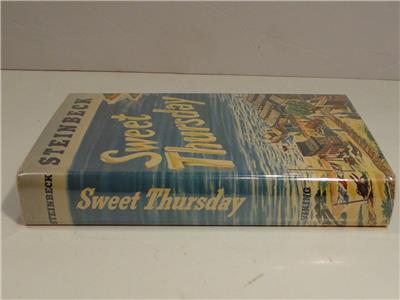 STEINBECK
Sweet
Thursday
STEINBECK
Sweet Thursday
VIKING